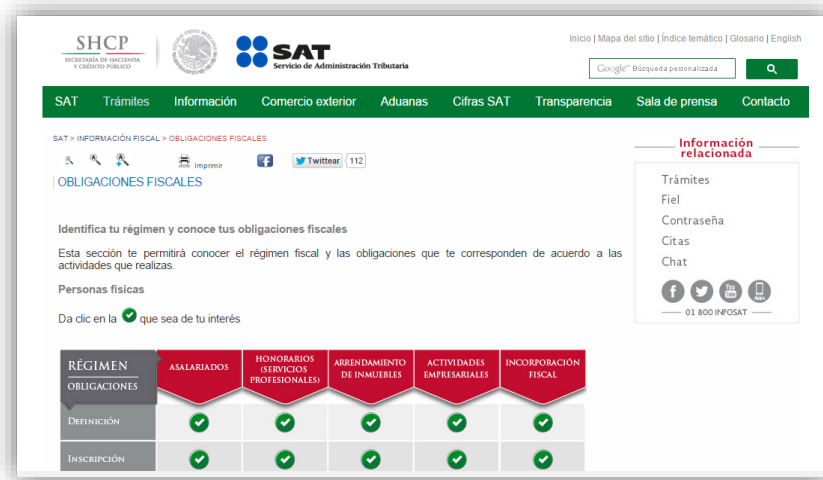 SHCP
SECRETARÍA DE HACIENDA
Y CRÉDITO PÚBLICO
SAT
Servicio de Administración Tributaria
Inicio | Mapa del sitio | Índice temático | Glosario | English
Google™ Búsqueda personalizada
SAT Trámites Información Comercio exterior Aduanas Cifras SAT Transparencia Sala de prensa Contacto
SAT > INFORMACIÓN FISCAL > OBLIGACIONES FISCALES
Imprimir Twittear 112
OBLIGACIONES FISCALES
Identifica tu régimen y conoce tus obligaciones fiscales
Esta sección te permitirá conocer el régimen fiscal y las obligaciones que te corresponden de acuerdo a las
actividades que realizas.
Personas físicas
Da clic en la que sea de tu interés
RÉGIMEN
OBLIGACIONES
ASALARIADOS
HONORARIOS
(SERVICIOS
PROFESIONALES)
ARRENDAMIENTO
DE INMUEBLES
ACTIVIDADES
EMPRESARIALES
INCORPORACIÓN
FISCAL
DEFINICIÓN
INSCRIPCIÓN
Información
relacionada
Trámites
Fiel
Contraseña
Citas
Chat
You
Tube
Apps
01 800 INFOSAT